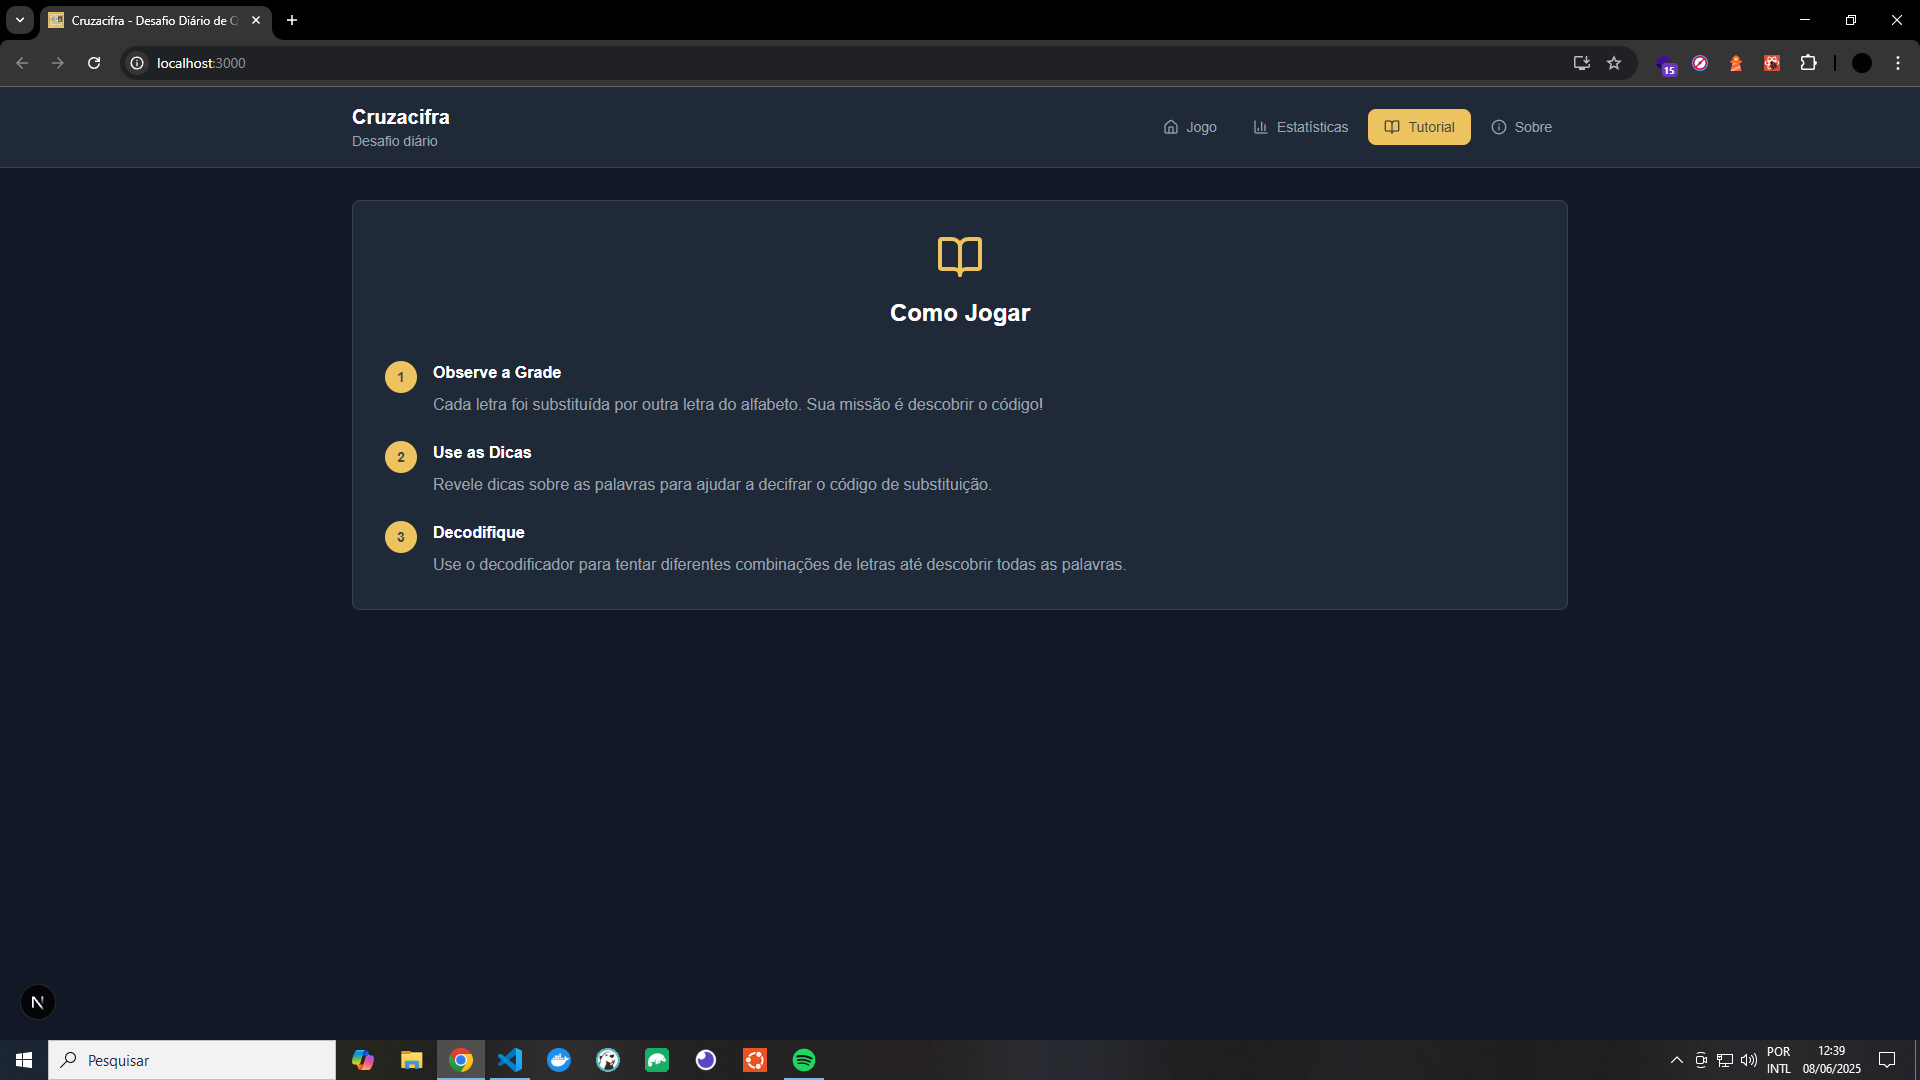 Cruzacifra - Desafio Diário de
localhost:3000
15
Cruzacifra
Desafio diário
Jogo
Estatísticas
Tutorial
Sobre
Como Jogar
1
Observe a Grade
Cada letra foi substituída por outra letra do alfabeto. Sua missão é descobrir o código!
2
Use as Dicas
Revele dicas sobre as palavras para ajudar a decifrar o código de substituição.
3
Decodifique
Use o decodificador para tentar diferentes combinações de letras até descobrir todas as palavras.
N
Pesquisar
POR
INTL
12:39
08/06/2025